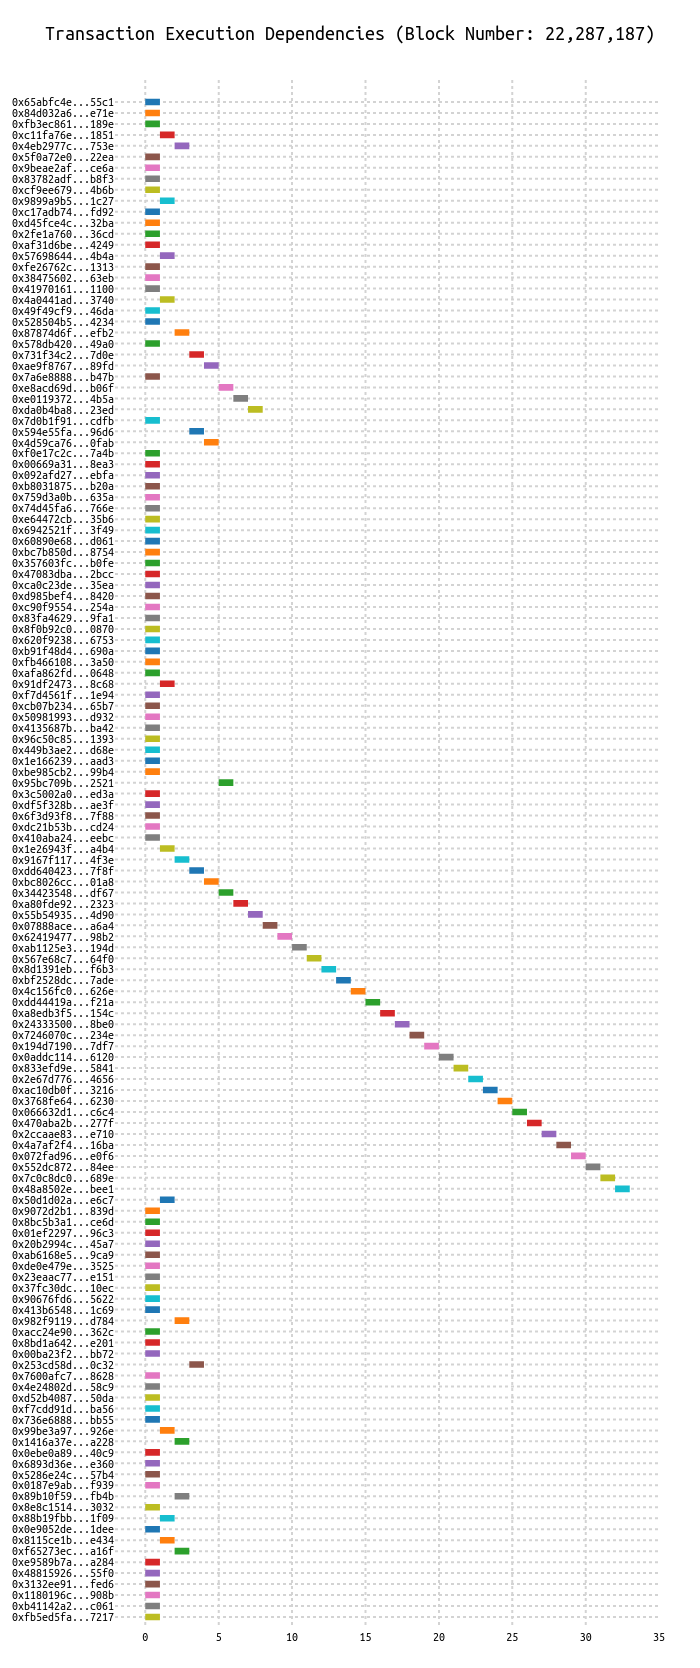 Transaction Execution Dependencies (Block Number: 22,287,187)
0x65abfc4e...55c1
0x84d032a6...e71e
0xfb3ec861...189e
0xc11fa76e...1851
0x4eb2977c...753e
0x5f0a72e0...22ea
0x9beae2af...ce6a
0x83782adf...b8f3
0xcf9ee679...4b6b
0x9899a9b5...1c27
0xc17adb74...fd92
0xd45fce4c...32ba
0x2fe1a760...36cd
0xaf31d6be...4249
0x57698644...4b4a
0xfe26762c...1313
0x38475602...63eb
0x41970161...1100
0x4a0441ad...3740
0x49f49cf9...46da
0x528504b5...4234
0x87874d6f...efb2
0x578db420...49a0
0x731f34c2...7d0e
0xae9f8767...89fd
0x7a6e8888...b47b
0xe8acd69d...b06f
0xe0119372...4b5a
0xda0b4ba8...23ed
0x7d0b1f91...cdfb
0x594e55fa...96d6
0x4d59ca76...0fab
0xf0e17c2c...7a4b
0x00669a31...8ea3
0x092afd27...ebfa
0xb8031875...b20a
0x759d3a0b...635a
0x74d45fa6...766e
0xe64472cb...35b6
0x6942521f...3f49
0x60890e68...d061
0xbc7b850d...8754
0x357603fc...b0fe
0x47083dba...2bcc
0xca0c23de...35ea
0xd985bef4...8420
0xc90f9554...254a
0x83fa4629...9fa1
0x8f0b92c0...0870
0x620f9238...6753
0xb91f48d4...690a
0xfb466108...3a50
0xafa862fd...0648
0x91df2473...8c68
0xf7d4561f...1e94
0xcb07b234...65b7
0x50981993...d932
0x4135687b...ba42
0x96c50c85...1393
0x449b3ae2...d68e
0x1e166239...aad3
0xbe985cb2...99b4
0x95bc709b...2521
0x3c5002a0...ed3a
0xdf5f328b...ae3f
0x6f3d93f8...7f88
0xdc21b53b...cd24
0x410aba24...eebc
0x1e26943f...a4b4
0x9167f117...4f3e
0xdd640423...7f8f
0xbc8026cc...01a8
0x34423548...df67
0xa80fde92...2323
0x55b54935...4d90
0x07888ace...a6a4
0x62419477...98b2
0xab1125e3...194d
0x567e68c7...64f0
0x8d1391eb...f6b3
0xbf2528dc...7ade
0x4c156fc0...626e
0xdd44419a...f21a
0xa8edb3f5...154c
0x24333500...8be0
0x7246070c...234e
0x194d7190...7df7
0x0addc114...6120
0x833efd9e...5841
0x2e67d776...4656
0xac10db0f...3216
0x3768fe64...6230
0x066632d1...c6c4
0x470aba2b...277f
0x2ccaae83...e710
0x4a7af2f4...16ba
0x072fad96...e0f6
0x552dc872...84ee
0x7c0c8dc0...689e
0x48a8502e...bee1
0x50d1d02a...e6c7
0x9072d2b1...839d
0x8bc5b3a1...ce6d
0x01ef2297...96c3
0x20b2994c...45a7
0xab6168e5...9ca9
0xde0e479e...3525
0x23eaac77...e151
0x37fc30dc...10ec
0x90676fd6...5622
0x413b6548...1c69
0x982f9119...d784
0xacc24e90...362c
0x8bd1a642...e201
0x00ba23f2...bb72
0x253cd58d...0c32
0x7600afc7...8628
0x4e24802d...58c9
0xd52b4087...50da
0xf7cdd91d...ba56
0x736e6888...bb55
0x99be3a97...926e
0x1416a37e...a228
0x0ebe0a89...40c9
0x6893d36e...e360
0x5286e24c...57b4
0x0187e9ab...f939
0x89b10f59...fb4b
0x8e8c1514...3032
0x88b19fbb...1f09
0x0e9052de...1dee
0x8115ce1b...e434
0xf65273ec...a16f
0xe9589b7a...a284
0x48815926...55f0
0x3132ee91...fed6
0x1180196c...908b
0xb41142a2...c061
0xfb5ed5fa...7217
0 5 10 15 20 25 30 35